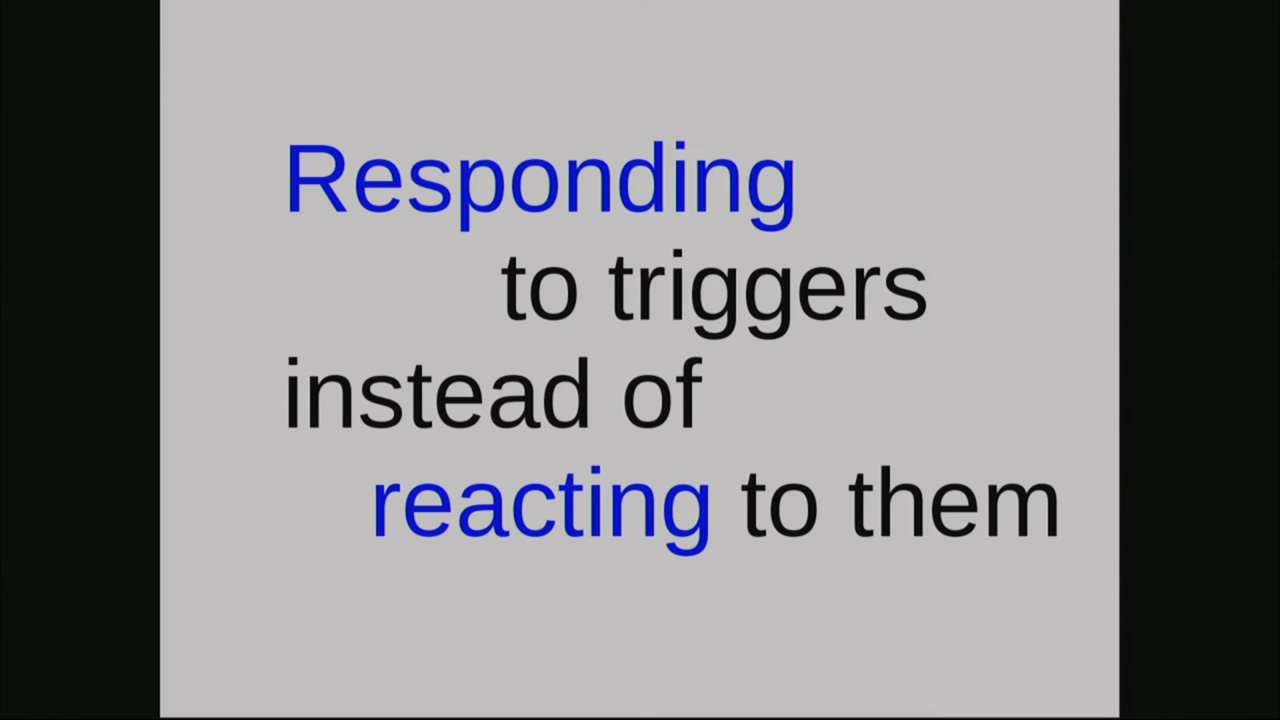 Responding
to triggers
instead of
reacting to them